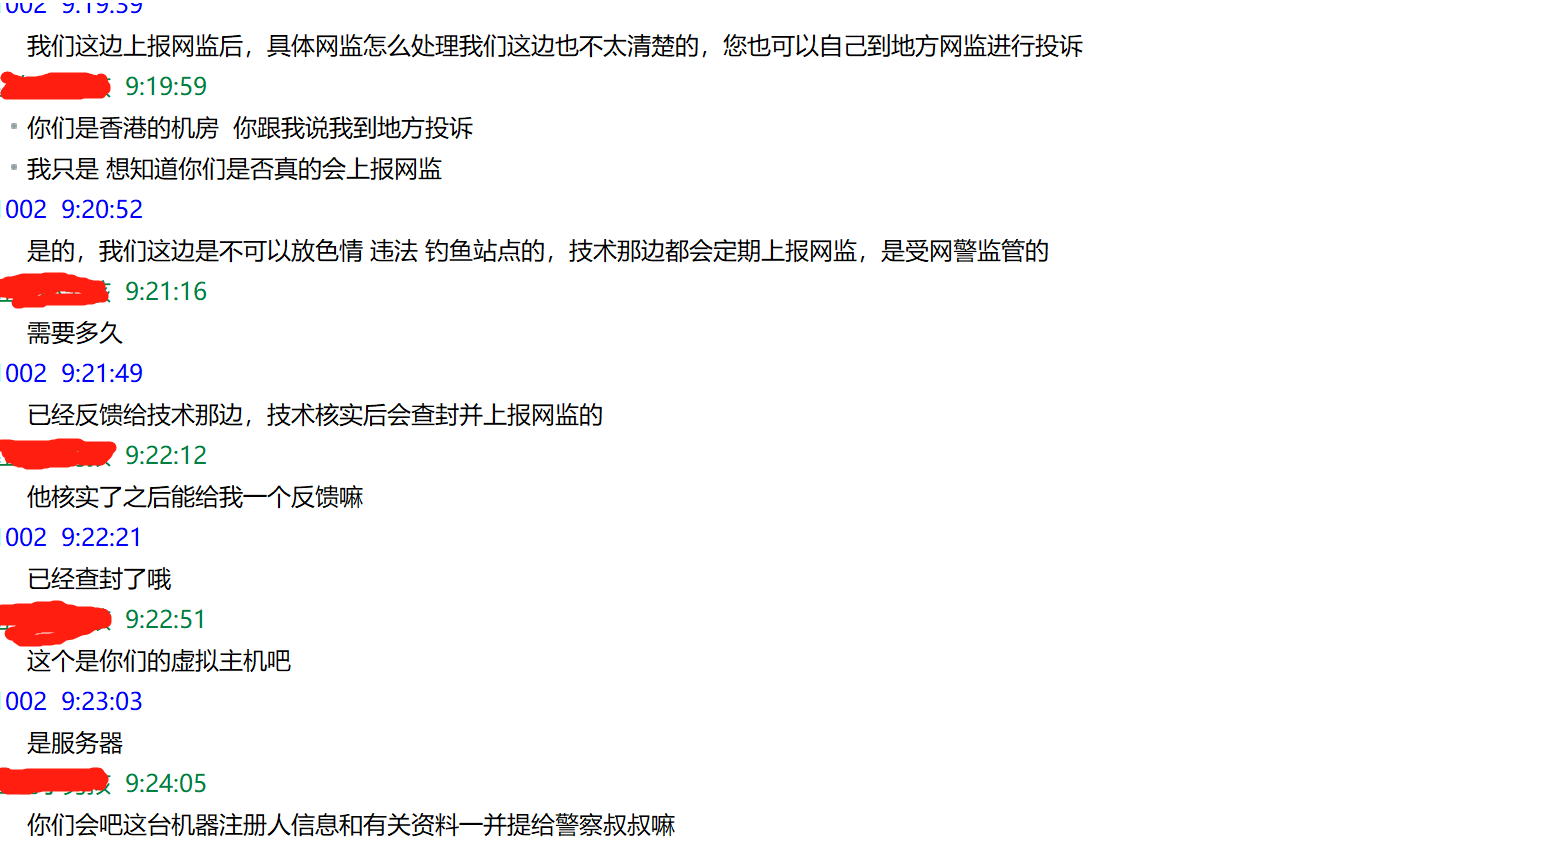 002 9:19:39
我们这边上报网监后，具体网监怎么处理我们这边也不太清楚的，您也可以自己到地方网监进行投诉
9:19:59
你们是香港的机房 你跟我说我到地方投诉
我只是 想知道你们是否真的会上报网监
002 9:20:52
是的，我们这边是不可以放色情 违法 钓鱼站点的，技术那边都会定期上报网监，是受网警监管的
9:21:16
需要多久
002 9:21:49
已经反馈给技术那边，技术核实后会查封并上报网监的
9:22:12
他核实了之后能给我一个反馈嘛
002 9:22:21
已经查封了哦
9:22:51
这个是你们的虚拟主机吧
002 9:23:03
是服务器
9:24:05
你们会吧这台机器注册人信息和有关资料一并提给警察叔叔嘛